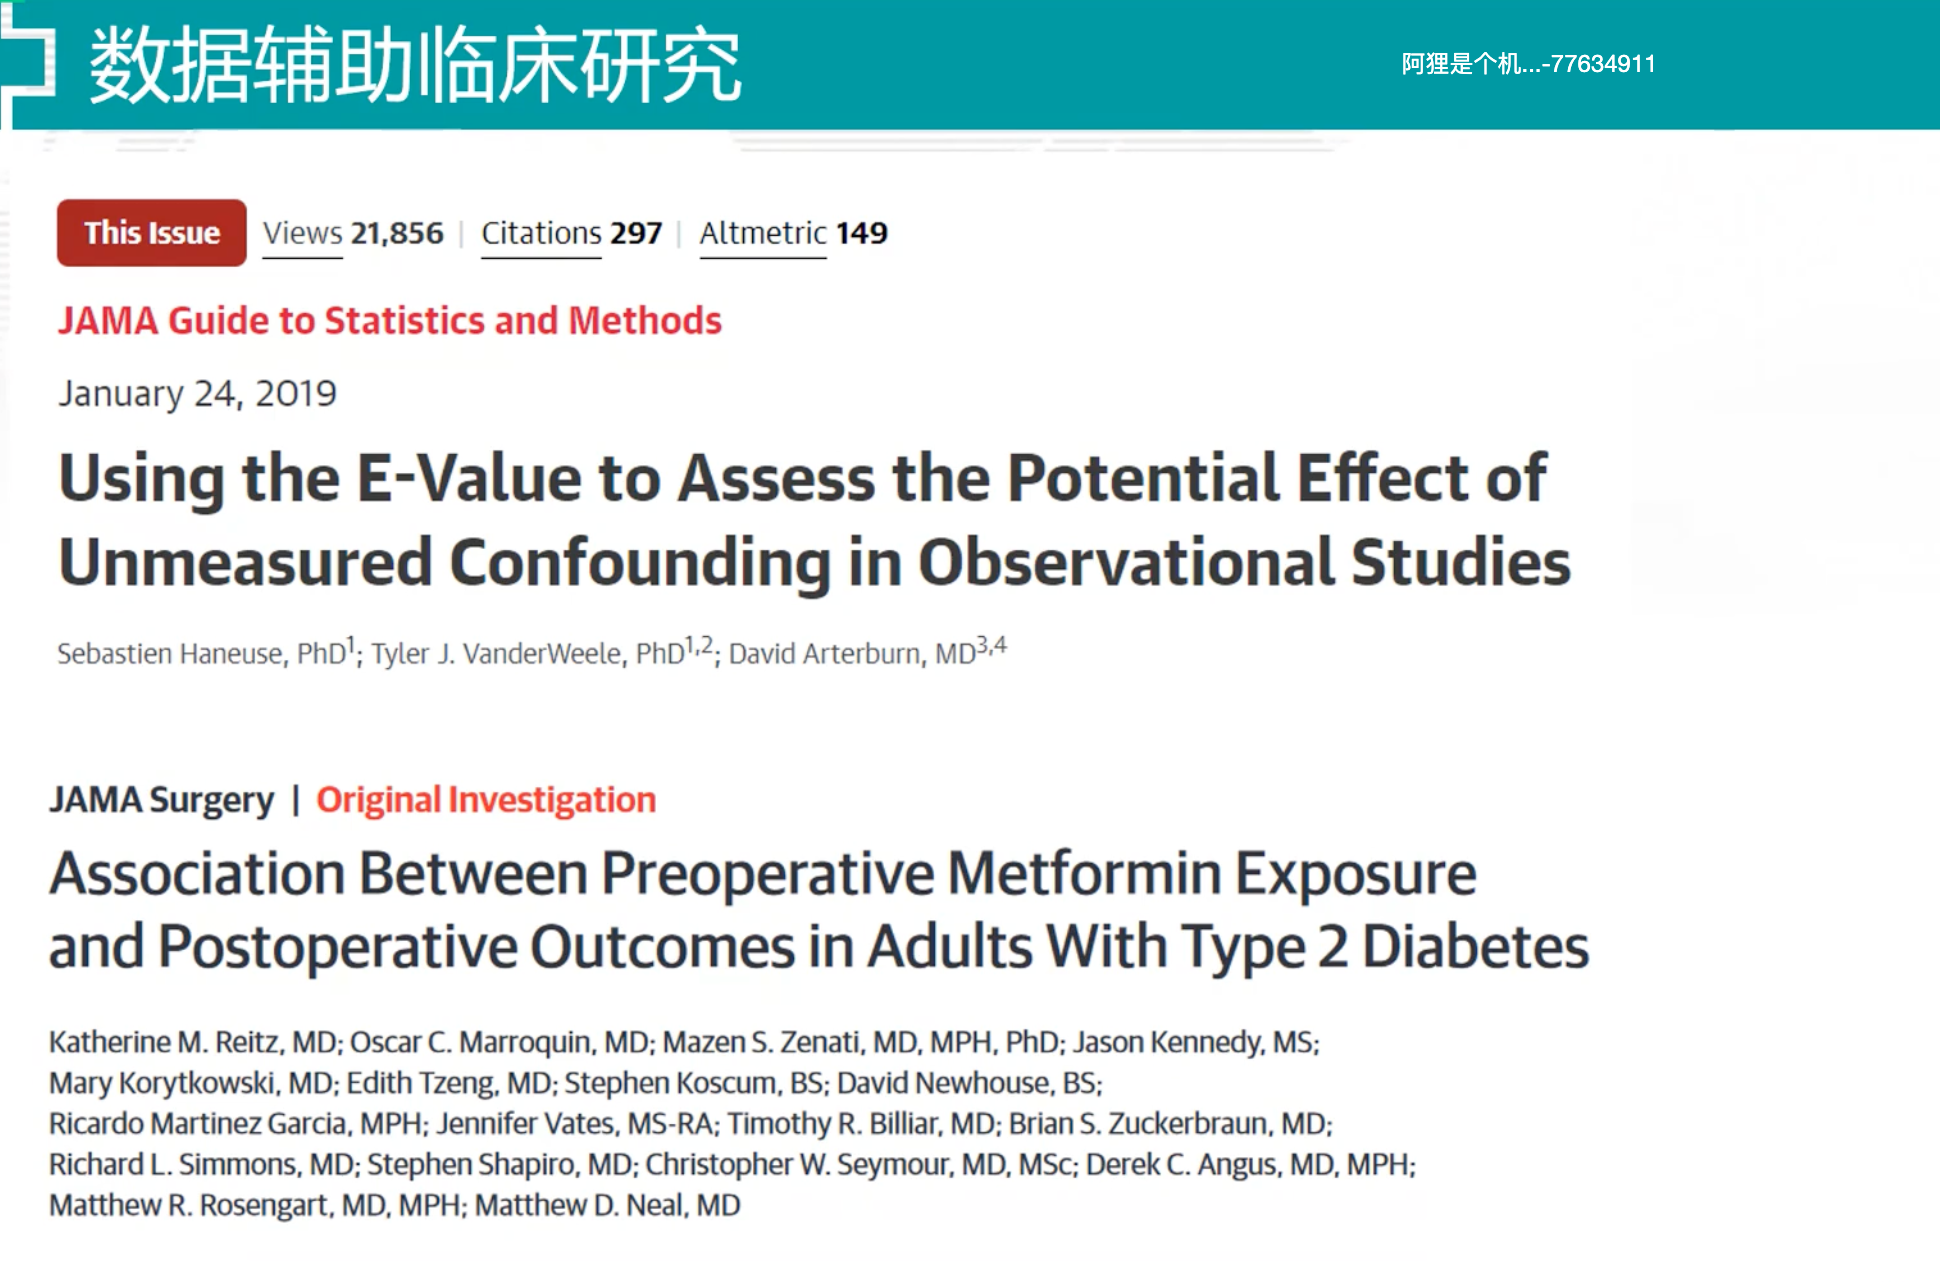 数据辅助临床研究
阿狸是个机...-77634911
This Issue Views 21,856 | Citations 297 | Altmetric 149
JAMA Guide to Statistics and Methods
January 24, 2019
Using the E-Value to Assess the Potential Effect of
Unmeasured Confounding in Observational Studies
Sebastien Haneuse, PhD1; Tyler J. VanderWeele, PhD1,2; David Arterburn, MD3,4
JAMA Surgery | Original Investigation
Association Between Preoperative Metformin Exposure
and Postoperative Outcomes in Adults With Type 2 Diabetes
Katherine M. Reitz, MD; Oscar C. Marroquin, MD; Mazen S. Zenati, MD, MPH, PhD; Jason Kennedy, MS;
Mary Korytkowski, MD; Edith Tzeng, MD; Stephen Koscum, BS; David Newhouse, BS;
Ricardo Martinez Garcia, MPH; Jennifer Vates, MS-RA; Timothy R. Billiar, MD; Brian S. Zuckerbraun, MD;
Richard L. Simmons, MD; Stephen Shapiro, MD; Christopher W. Seymour, MD, MSc; Derek C. Angus, MD, MPH;
Matthew R. Rosengart, MD, MPH; Matthew D. Neal, MD